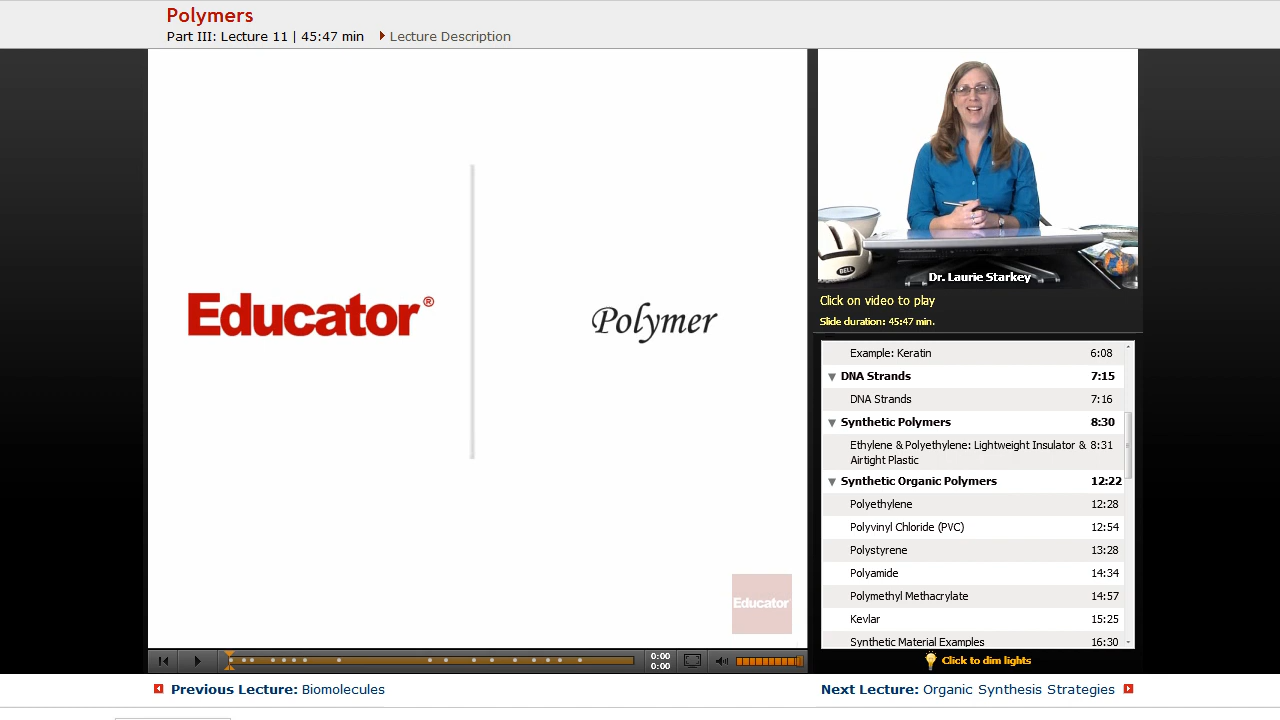 Polymers
Part III: Lecture 11 | 45:47 min
Lecture Description
Educator®
Polymer
Educator
BELL
Dr. Laurie Starkey
Click on video to play
Slide duration: 45:47 min.
Example: Keratin 6:08
DNA Strands 7:15
DNA Strands 7:16
Synthetic Polymers 8:30
Ethylene & Polyethylene: Lightweight Insulator & 8:31
Airtight Plastic
Synthetic Organic Polymers 12:22
Polyethylene 12:28
Polyvinyl Chloride (PVC) 12:54
Polystyrene 13:28
Polyamide 14:34
Polymethyl Methacrylate 14:57
Kevlar 15:25
Synthetic Material Examples 16:30
0:00
0:00
Click to dim lights
Previous Lecture: Biomolecules
Next Lecture: Organic Synthesis Strategies